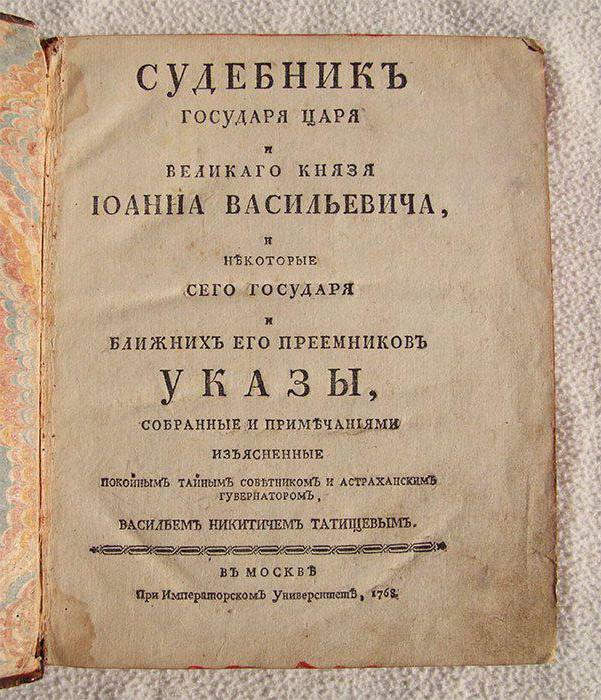 СУДЕБНИКЪ
ГОСУДАРЯ ЦАРЯ
И
ВЕЛИКАГО КНЯЗЯ
ІОАННА ВАСИЛЬЕВИЧА,
И
НѢКОТОРЫЕ
СЕГО ГОСУДАРЯ
И
БЛИЖНИХЪ ЕГО ПРЕЕМНИКОВЪ
УКАЗЫ,
СОБРАННЫЕ И ПРИМѢЧАНІЯМИ
ИЗЪЯСНЕННЫЕ
ПОКОЙНЫМЪ ТАЙНЫМЪ СОВѢТНИКОМЪ И АСТРАХАНСКИМЪ
ГУБЕРНАТОРОМЪ,
ВАСИЛЬЕМЪ НИКИТИЧЕМЪ ТАТИЩЕВЫМЪ.
ВЪ МОСКВѢ
При Императорскомъ Университетѣ, 1768.